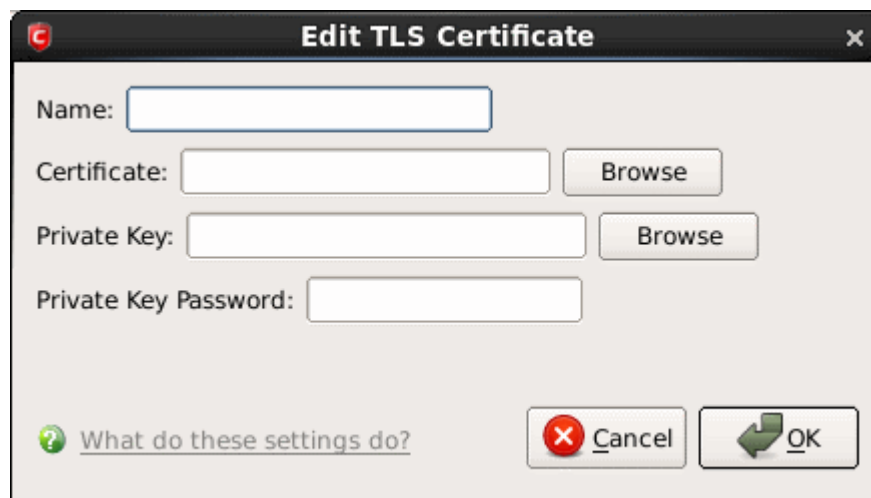 Edit TLS Certificate
Name:
Certificate: Browse
Private Key: Browse
Private Key Password:
What do these settings do? Cancel OK